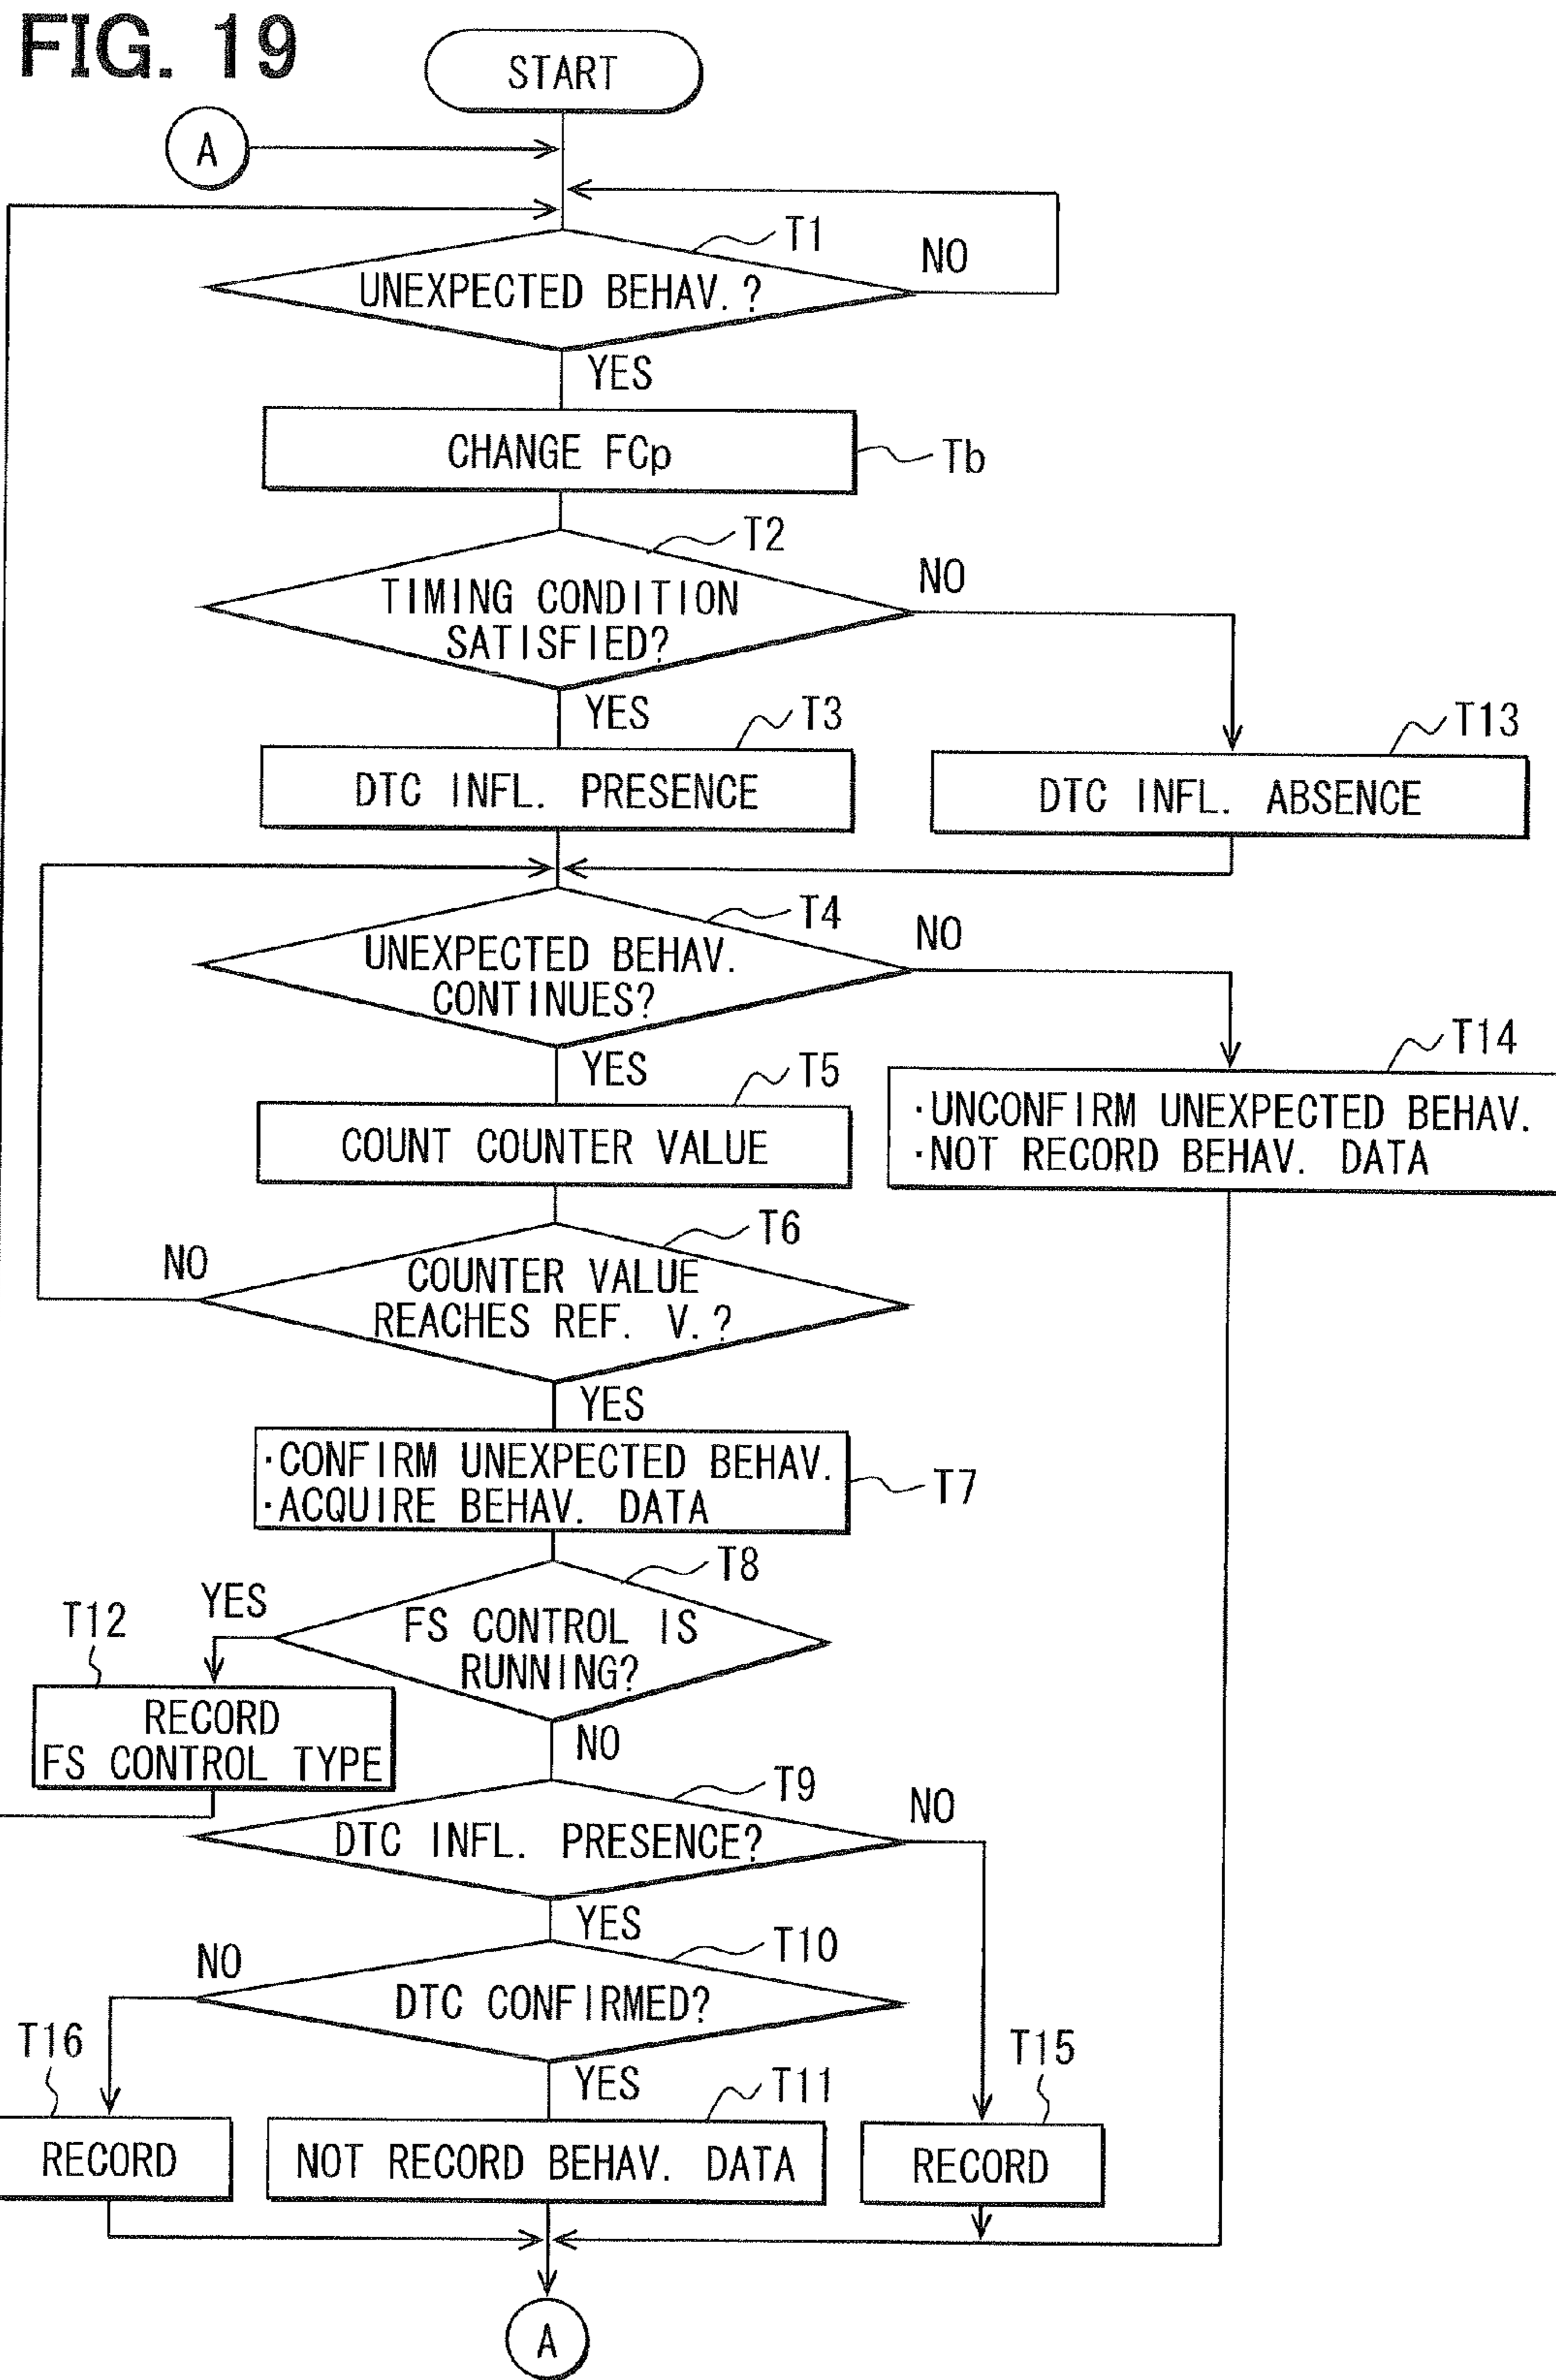 FIG. 19
START
A
T1
NO
UNEXPECTED BEHAV.?
YES
CHANGE FCp
Tb
T2
NO
TIMING CONDITION
SATISFIED?
YES
T3
T13
DTC INFL. PRESENCE
DTC INFL. ABSENCE
T4
NO
UNEXPECTED BEHAV.
CONTINUES?
YES
T5
T14
COUNT COUNTER VALUE
·UNCONFIRM UNEXPECTED BEHAV.
·NOT RECORD BEHAV. DATA
T6
NO
COUNTER VALUE
REACHES REF. V.?
YES
·CONFIRM UNEXPECTED BEHAV.
·ACQUIRE BEHAV. DATA
T7
T8
YES
T12
FS CONTROL IS
RUNNING?
RECORD
FS CONTROL TYPE
NO
T9
NO
DTC INFL. PRESENCE?
YES
T10
NO
DTC CONFIRMED?
T16
YES
T11
T15
RECORD
NOT RECORD BEHAV. DATA
RECORD
A